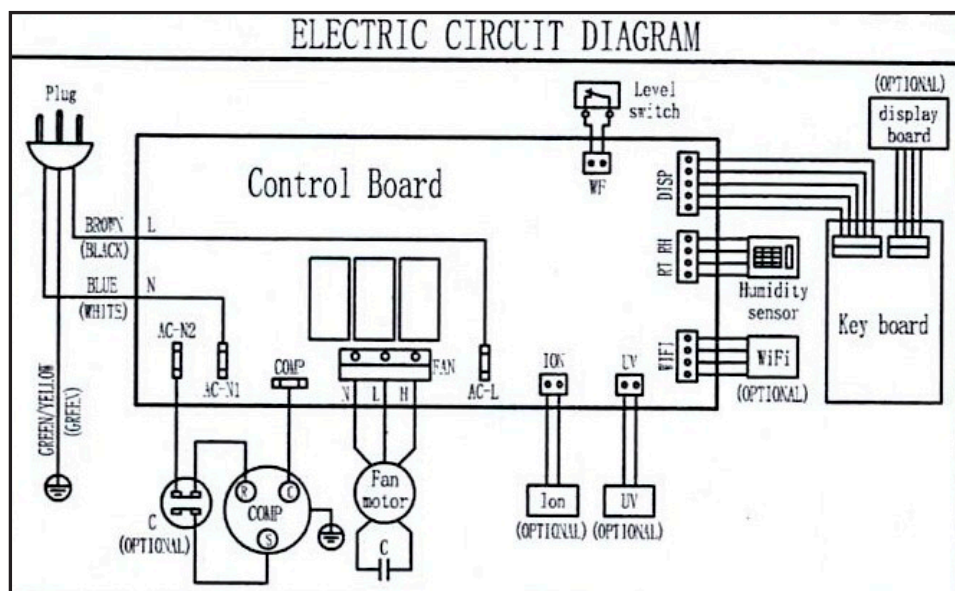 ELECTRIC CIRCUIT DIAGRAM
Plug
Level
switch
(OPTIONAL)
display
board
Control Board
WF
DISP
BROWN
(BLACK)
L
RT RH
Humidity
sensor
Key board
BLUE
(WHITE)
N
AC-N2
AC-N1
COMP
FAN
N L H
AC-L
ION
UV
WIFI
WiFi
(OPTIONAL)
GREEN/YELLOW
(GREEN)
C
(OPTIONAL)
R
C
COMP
S
Fan
motor
C
Ion
(OPTIONAL)
UV
(OPTIONAL)